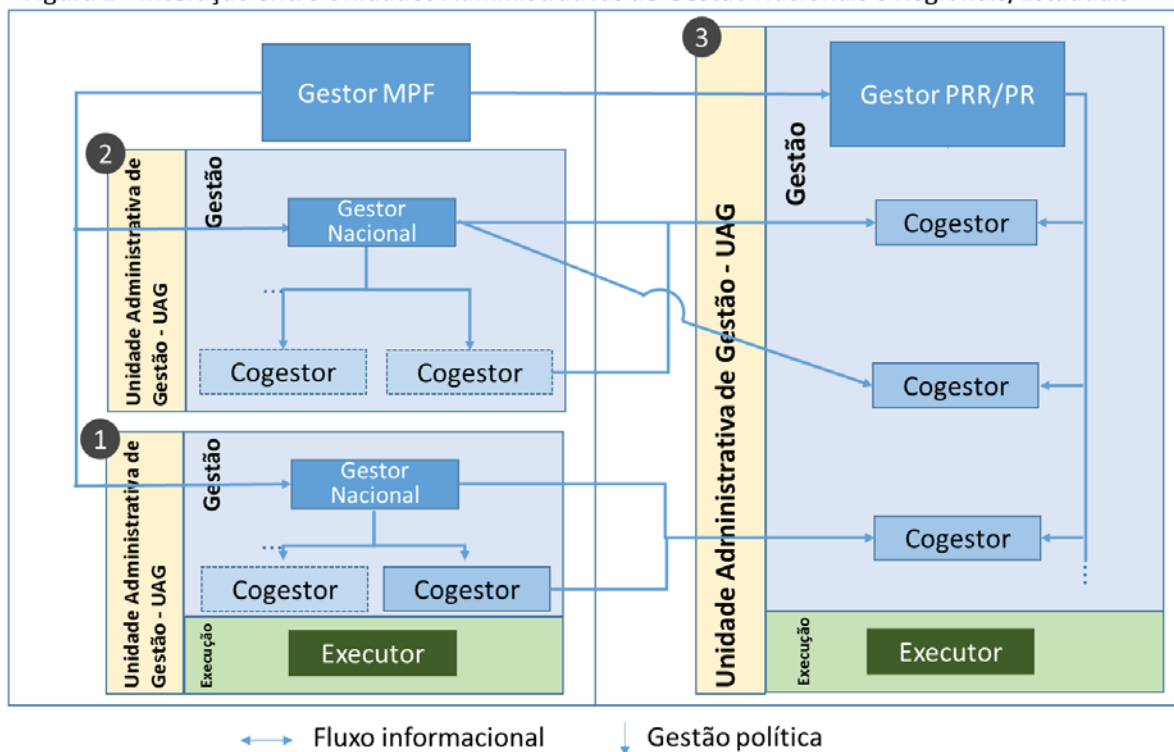 3
Gestor MPF
Gestor PRR/PR
2
Unidade Administrativa de
Gestão - UAG
Gestão
Gestor
Nacional
...
Cogestor
Cogestor
1
Unidade Administrativa de
Gestão - UAG
Gestão
Gestor
Nacional
...
Cogestor
Cogestor
Execução
Executor
Unidade Administrativa de Gestão - UAG
Gestão
Cogestor
Cogestor
Cogestor
...
Execução
Executor
Fluxo informacional
Gestão política